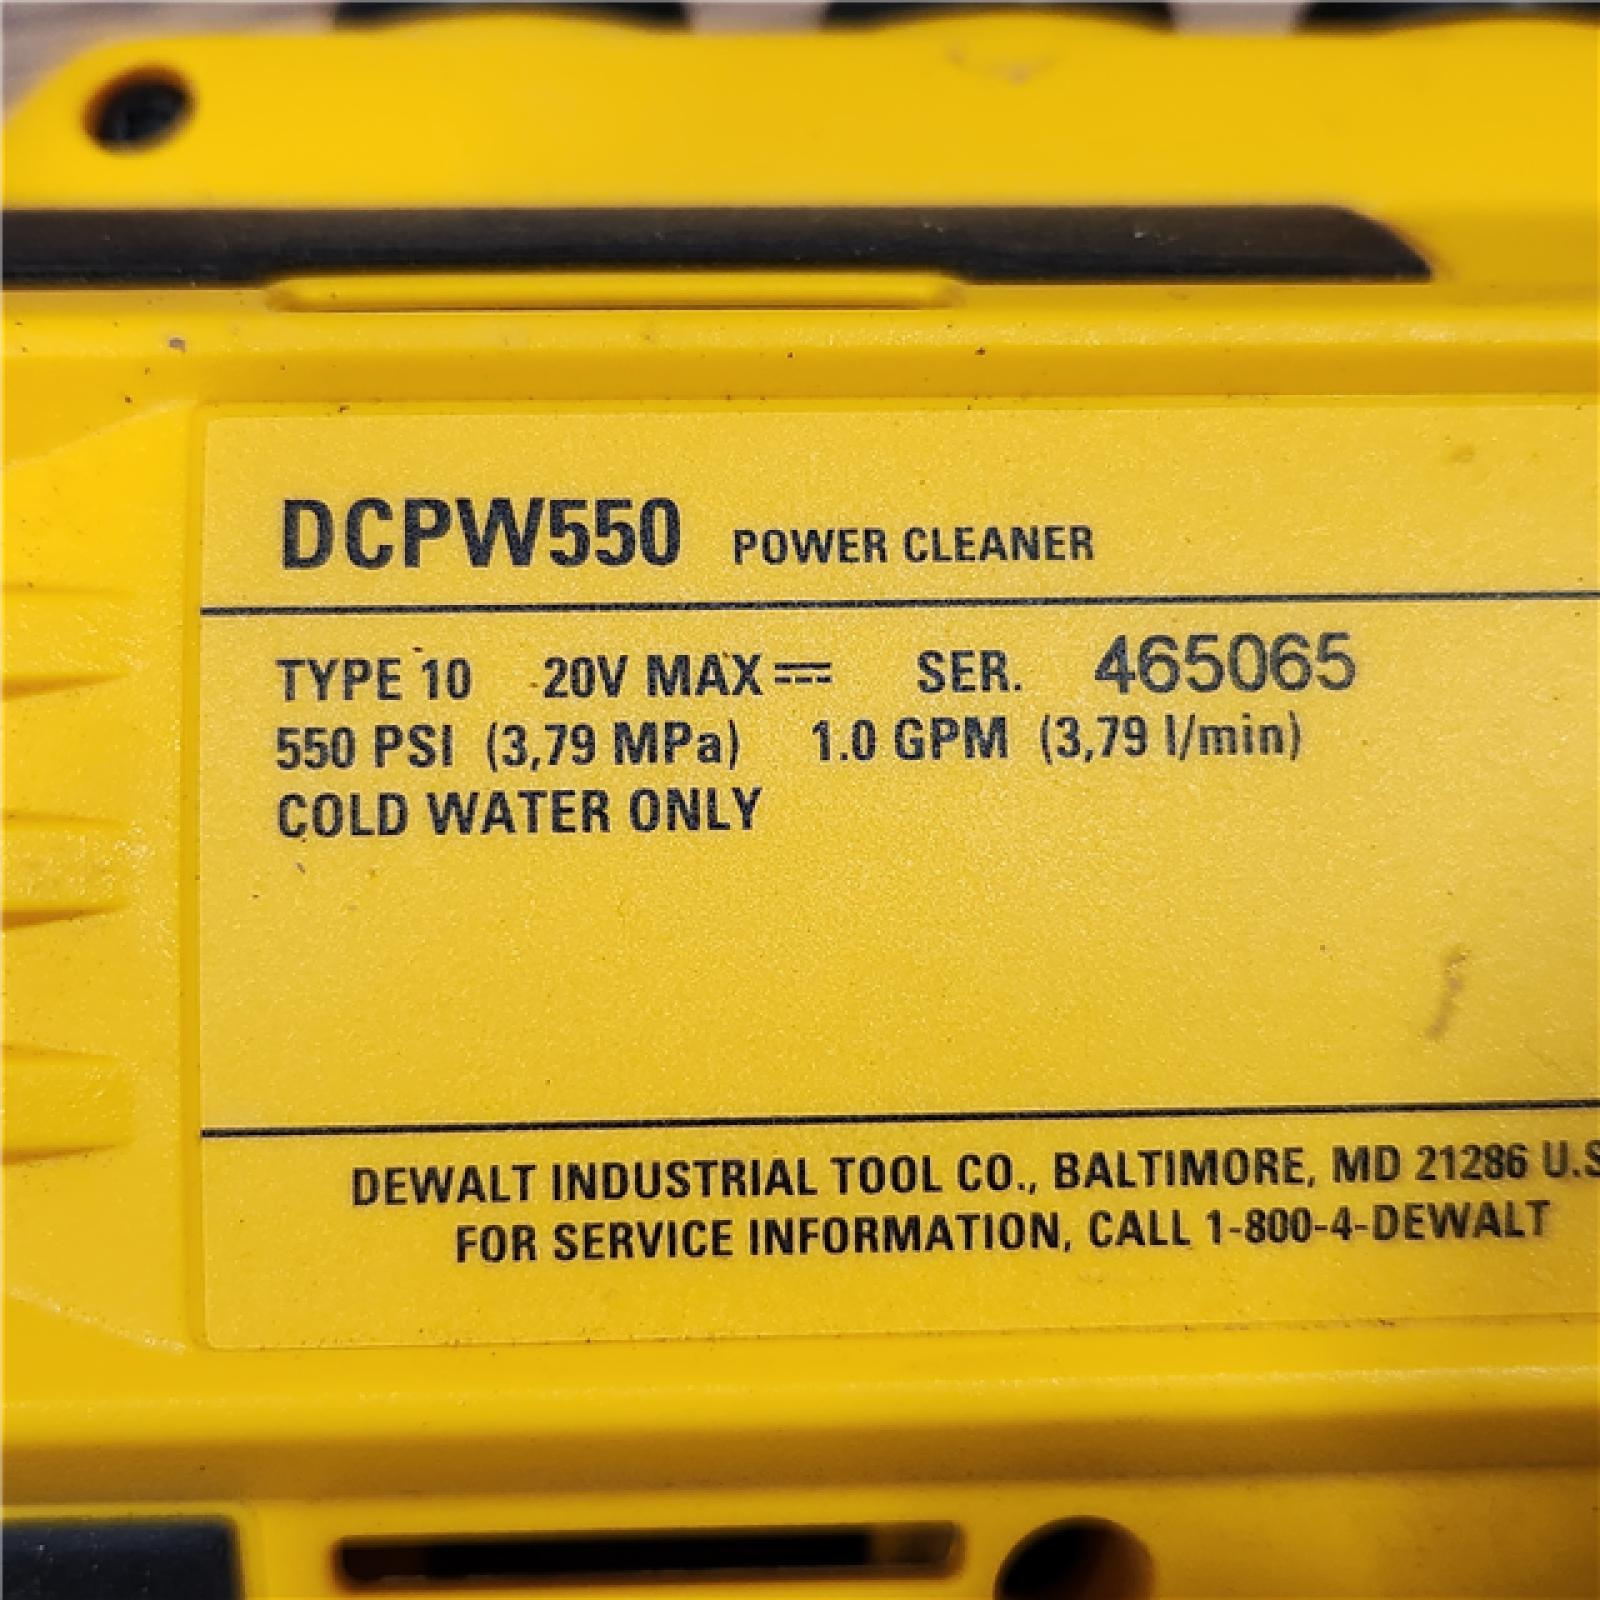 DCPW550 POWER CLEANER
TYPE 10 20V MAX⎓ SER. 465065
550 PSI (3,79 MPa) 1.0 GPM (3,79 l/min)
COLD WATER ONLY
DEWALT INDUSTRIAL TOOL CO., BALTIMORE, MD 21286 U.S
FOR SERVICE INFORMATION, CALL 1-800-4-DEWALT